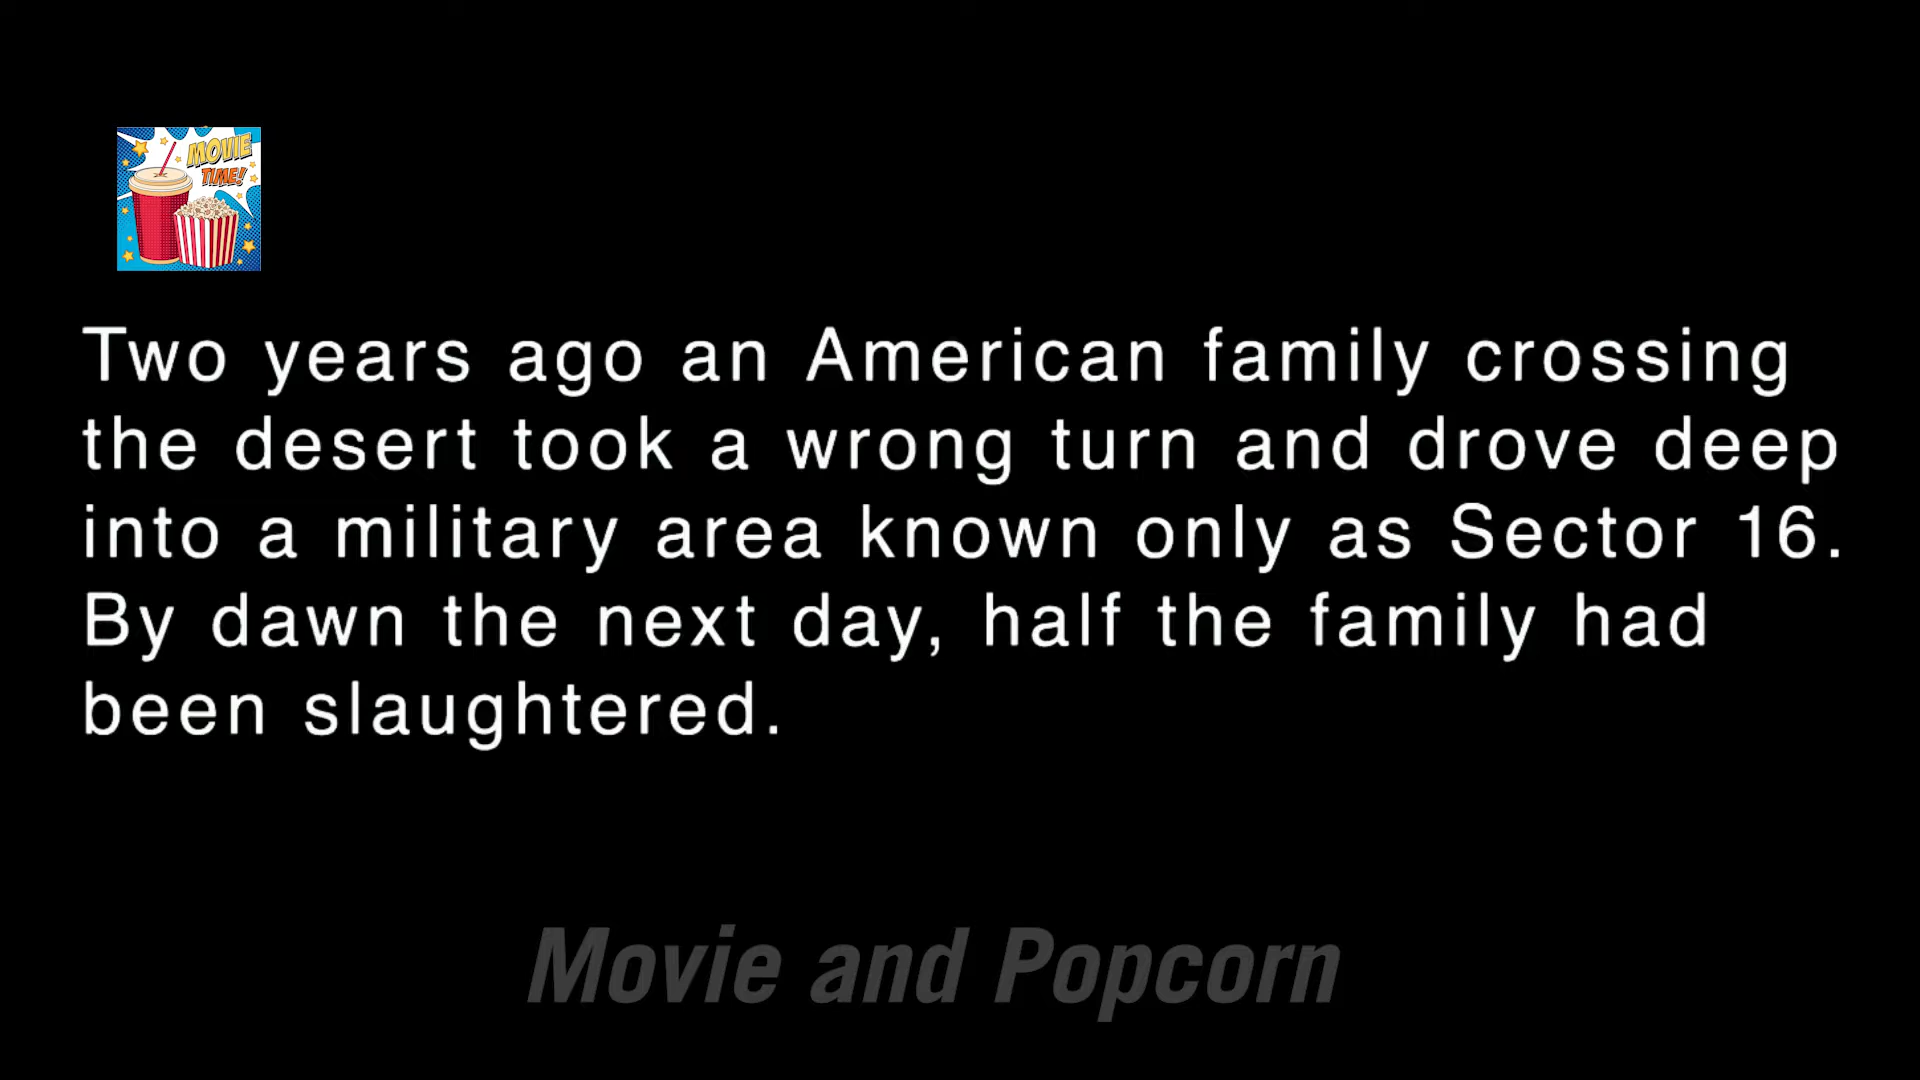 MOVIE
TIME!
Two years ago an American family crossing
the desert took a wrong turn and drove deep
into a military area known only as Sector 16.
By dawn the next day, half the family had
been slaughtered.
Movie and Popcorn